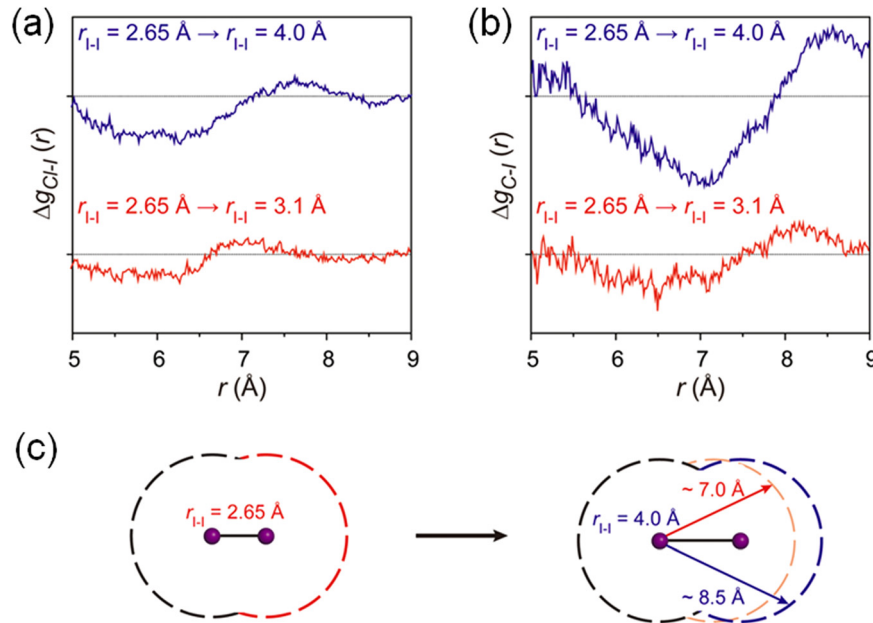 (a)
r_I-I = 2.65 Å → r_I-I = 4.0 Å
r_I-I = 2.65 Å → r_I-I = 3.1 Å
Δg_Cl-I (r)
5 6 7 8 9
r (Å)
(b)
r_I-I = 2.65 Å → r_I-I = 4.0 Å
r_I-I = 2.65 Å → r_I-I = 3.1 Å
Δg_C-I (r)
5 6 7 8 9
r (Å)
(c)
r_I-I = 2.65 Å
~ 7.0 Å
r_I-I = 4.0 Å
~ 8.5 Å